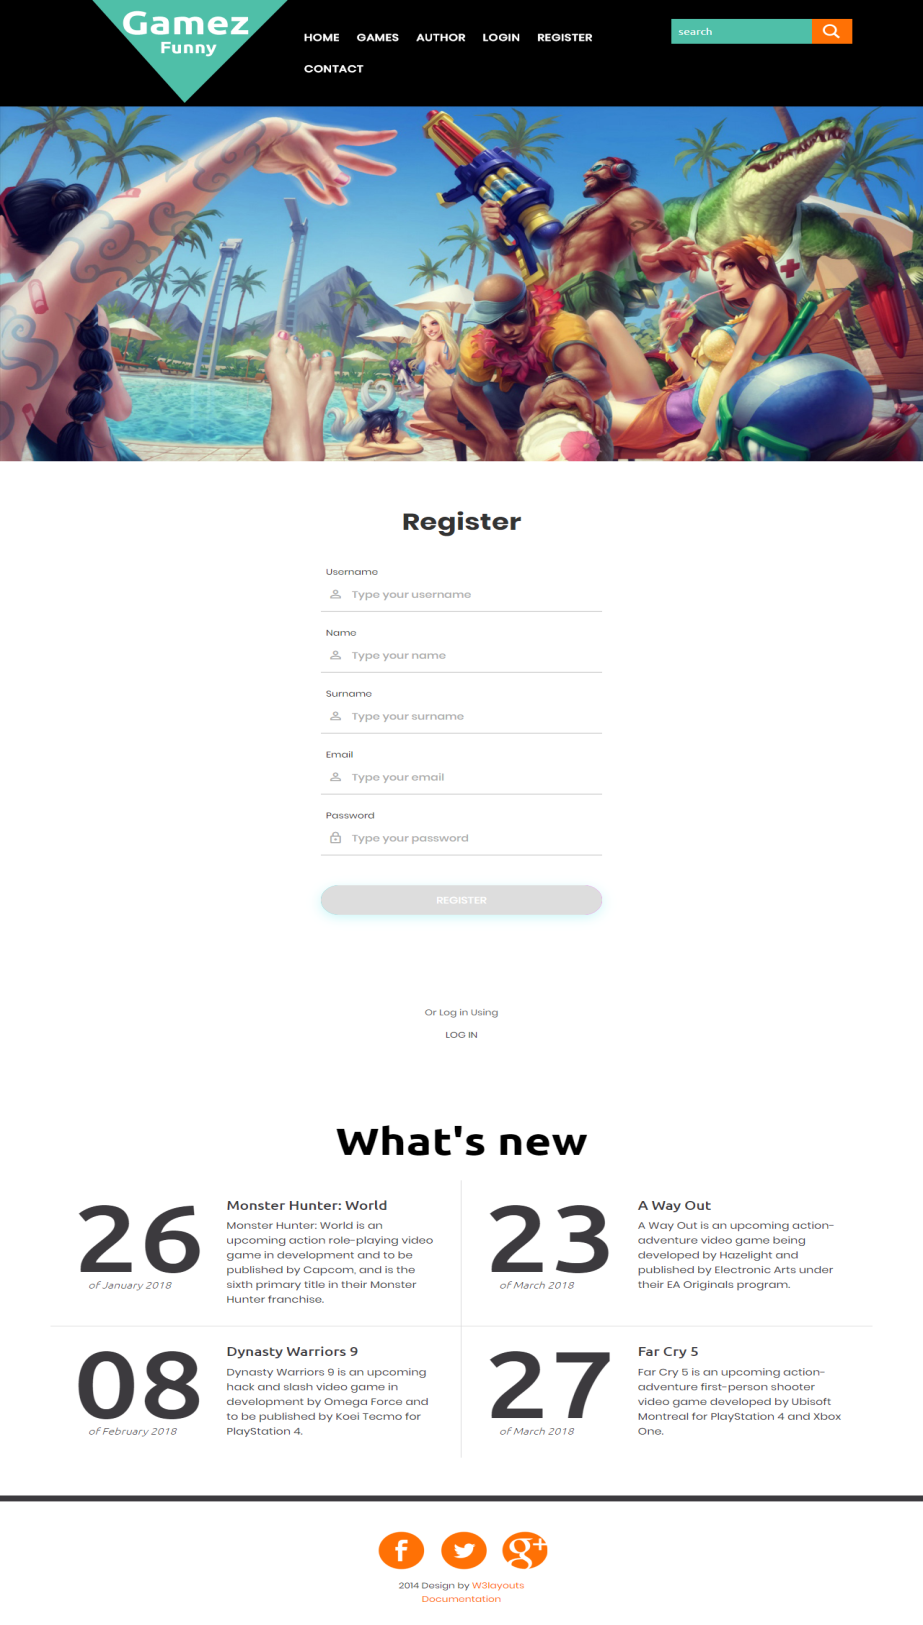 Gamez
Funny
HOME GAMES AUTHOR LOGIN REGISTER
CONTACT
search
Register
Username
Type your username
Name
Type your name
Surname
Type your surname
Email
Type your email
Password
Type your password
REGISTER
Or Log in Using
LOG IN
What's new
26
of January 2018
Monster Hunter: World
Monster Hunter: World is an
upcoming action role-playing video
game in development and to be
published by Capcom, and is the
sixth primary title in their Monster
Hunter franchise.
23
of March 2018
A Way Out
A Way Out is an upcoming action-
adventure video game being
developed by Hazelight and
published by Electronic Arts under
their EA Originals program.
08
of February 2018
Dynasty Warriors 9
Dynasty Warriors 9 is an upcoming
hack and slash video game in
development by Omega Force and
to be published by Koei Tecmo for
PlayStation 4.
27
of March 2018
Far Cry 5
Far Cry 5 is an upcoming action-
adventure first-person shooter
video game developed by Ubisoft
Montreal for PlayStation 4 and Xbox
One.
2014 Design by W3layouts
Documentation